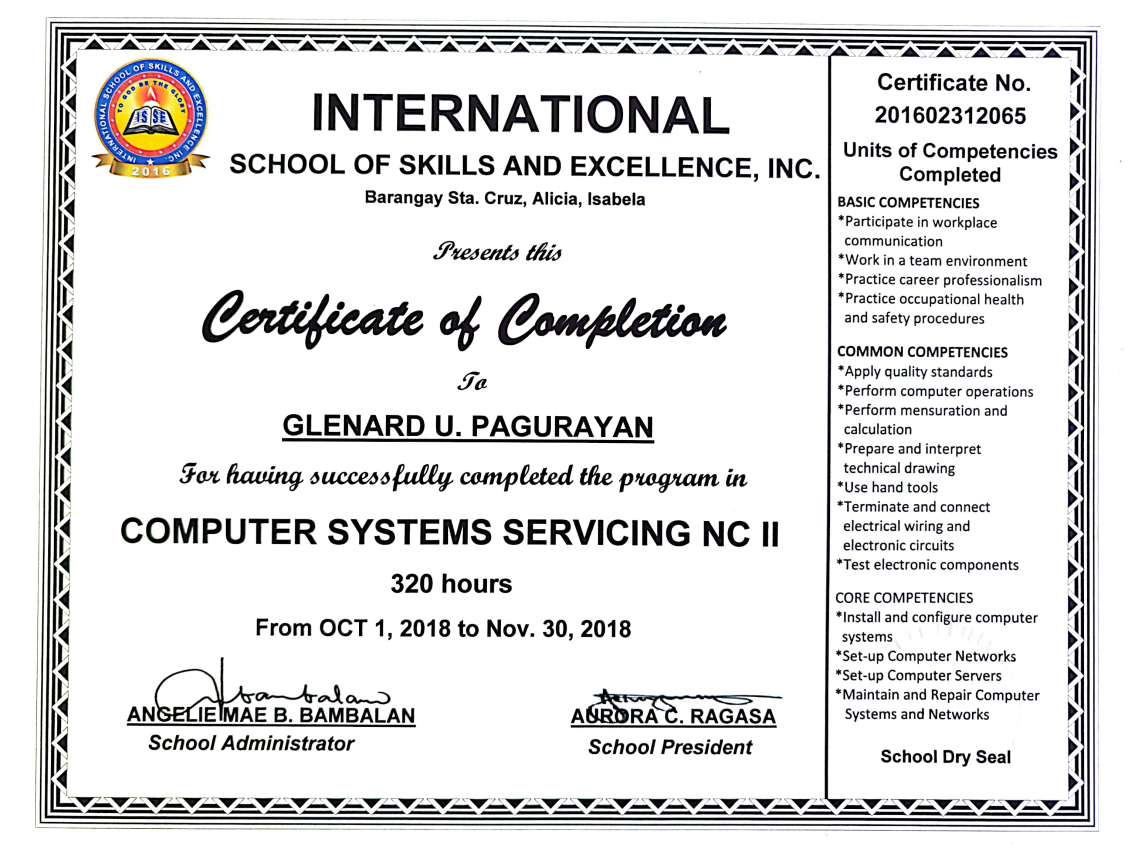 INTERNATIONAL SCHOOL OF SKILLS AND EXCELLENCE INC.
TO GOD BE THE GLORY
ISSE
2016
INTERNATIONAL
SCHOOL OF SKILLS AND EXCELLENCE, INC.
Barangay Sta. Cruz, Alicia, Isabela
Presents this
Certificate of Completion
To
GLENARD U. PAGURAYAN
For having successfully completed the program in
COMPUTER SYSTEMS SERVICING NC II
320 hours
From OCT 1, 2018 to Nov. 30, 2018
ANGELIE MAE B. BAMBALAN
School Administrator
AURORA C. RAGASA
School President
Certificate No.
201602312065
Units of Competencies
Completed
BASIC COMPETENCIES
*Participate in workplace
communication
*Work in a team environment
*Practice career professionalism
*Practice occupational health
and safety procedures
COMMON COMPETENCIES
*Apply quality standards
*Perform computer operations
*Perform mensuration and
calculation
*Prepare and interpret
technical drawing
*Use hand tools
*Terminate and connect
electrical wiring and
electronic circuits
*Test electronic components
CORE COMPETENCIES
*Install and configure computer
systems
*Set-up Computer Networks
*Set-up Computer Servers
*Maintain and Repair Computer
Systems and Networks
School Dry Seal